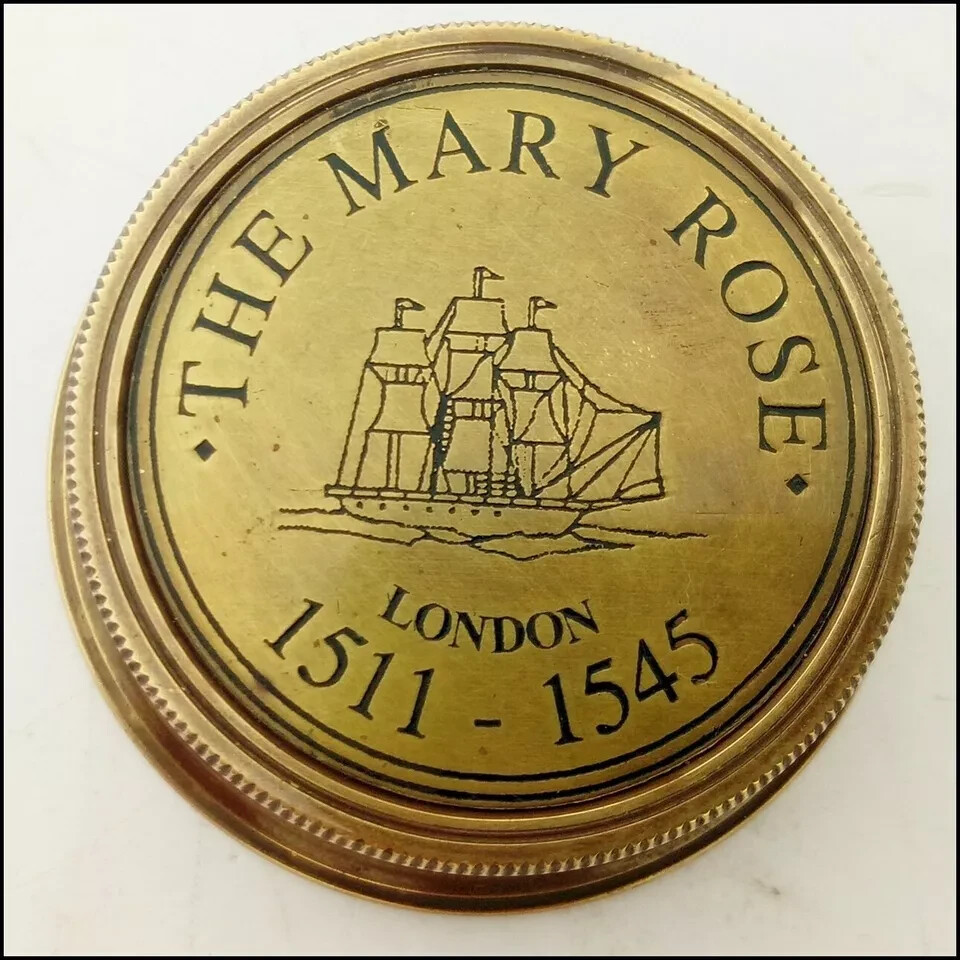 THE MARY ROSE
LONDON
1511 - 1545